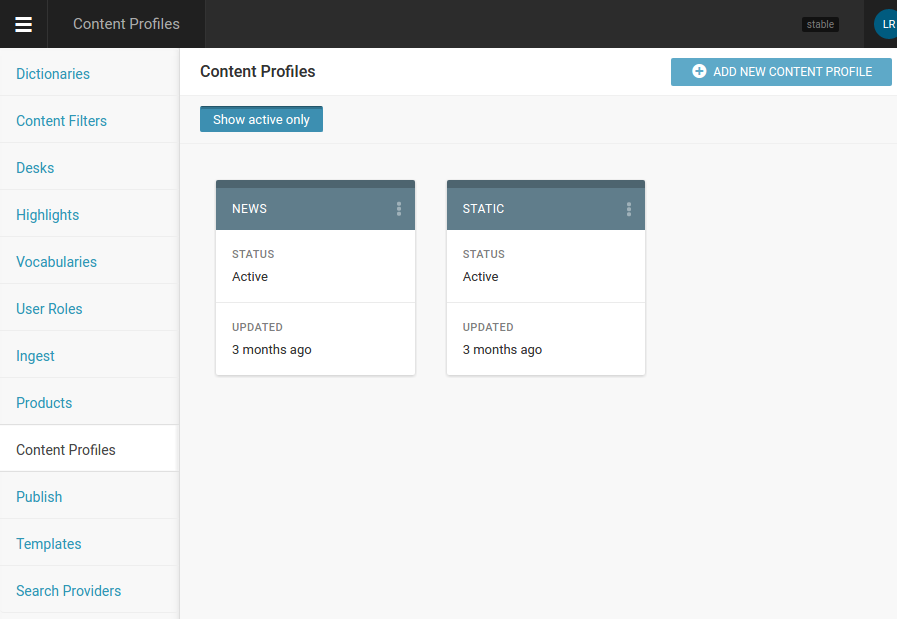 Content Profiles
stable
LR
Dictionaries
Content Filters
Desks
Highlights
Vocabularies
User Roles
Ingest
Products
Content Profiles
Publish
Templates
Search Providers
Content Profiles
ADD NEW CONTENT PROFILE
Show active only
NEWS
STATUS
Active
UPDATED
3 months ago
STATIC
STATUS
Active
UPDATED
3 months ago